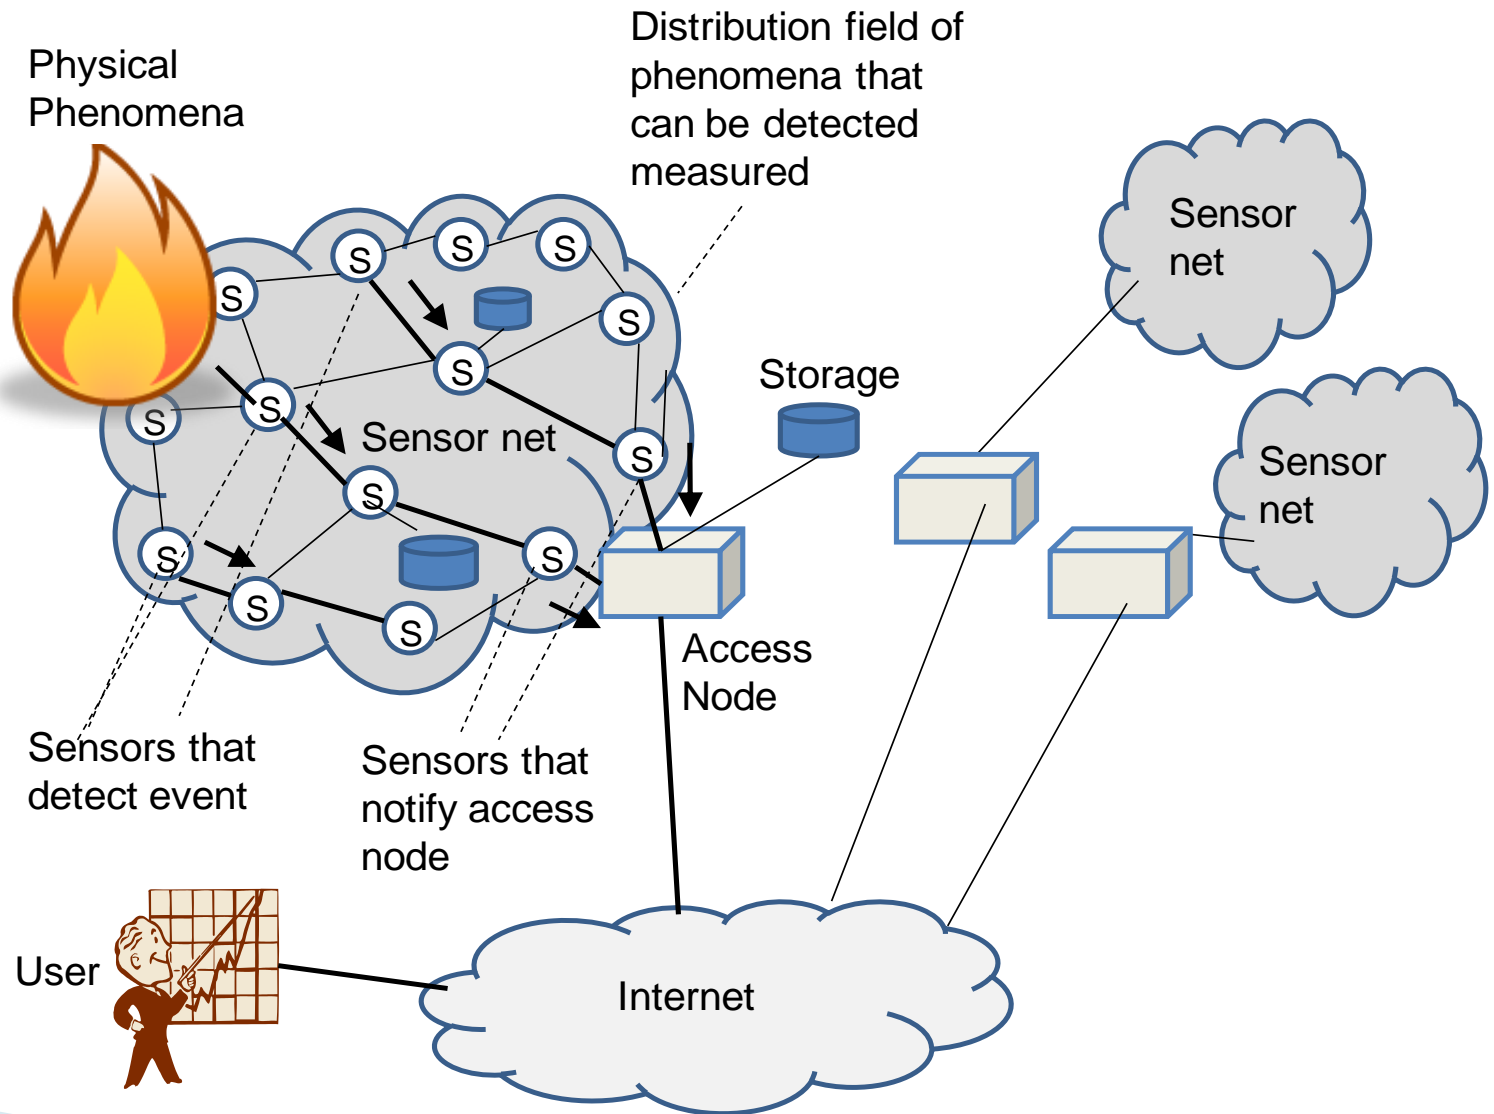 Physical
Phenomena
Distribution field of
phenomena that
can be detected
measured
Sensor
net
S
S
S
S
S
S
Storage
S
S
Sensor net
S
S
Sensor
net
S
S
S
S
S
Access
Node
Sensors that
detect event
Sensors that
notify access
node
User
Internet